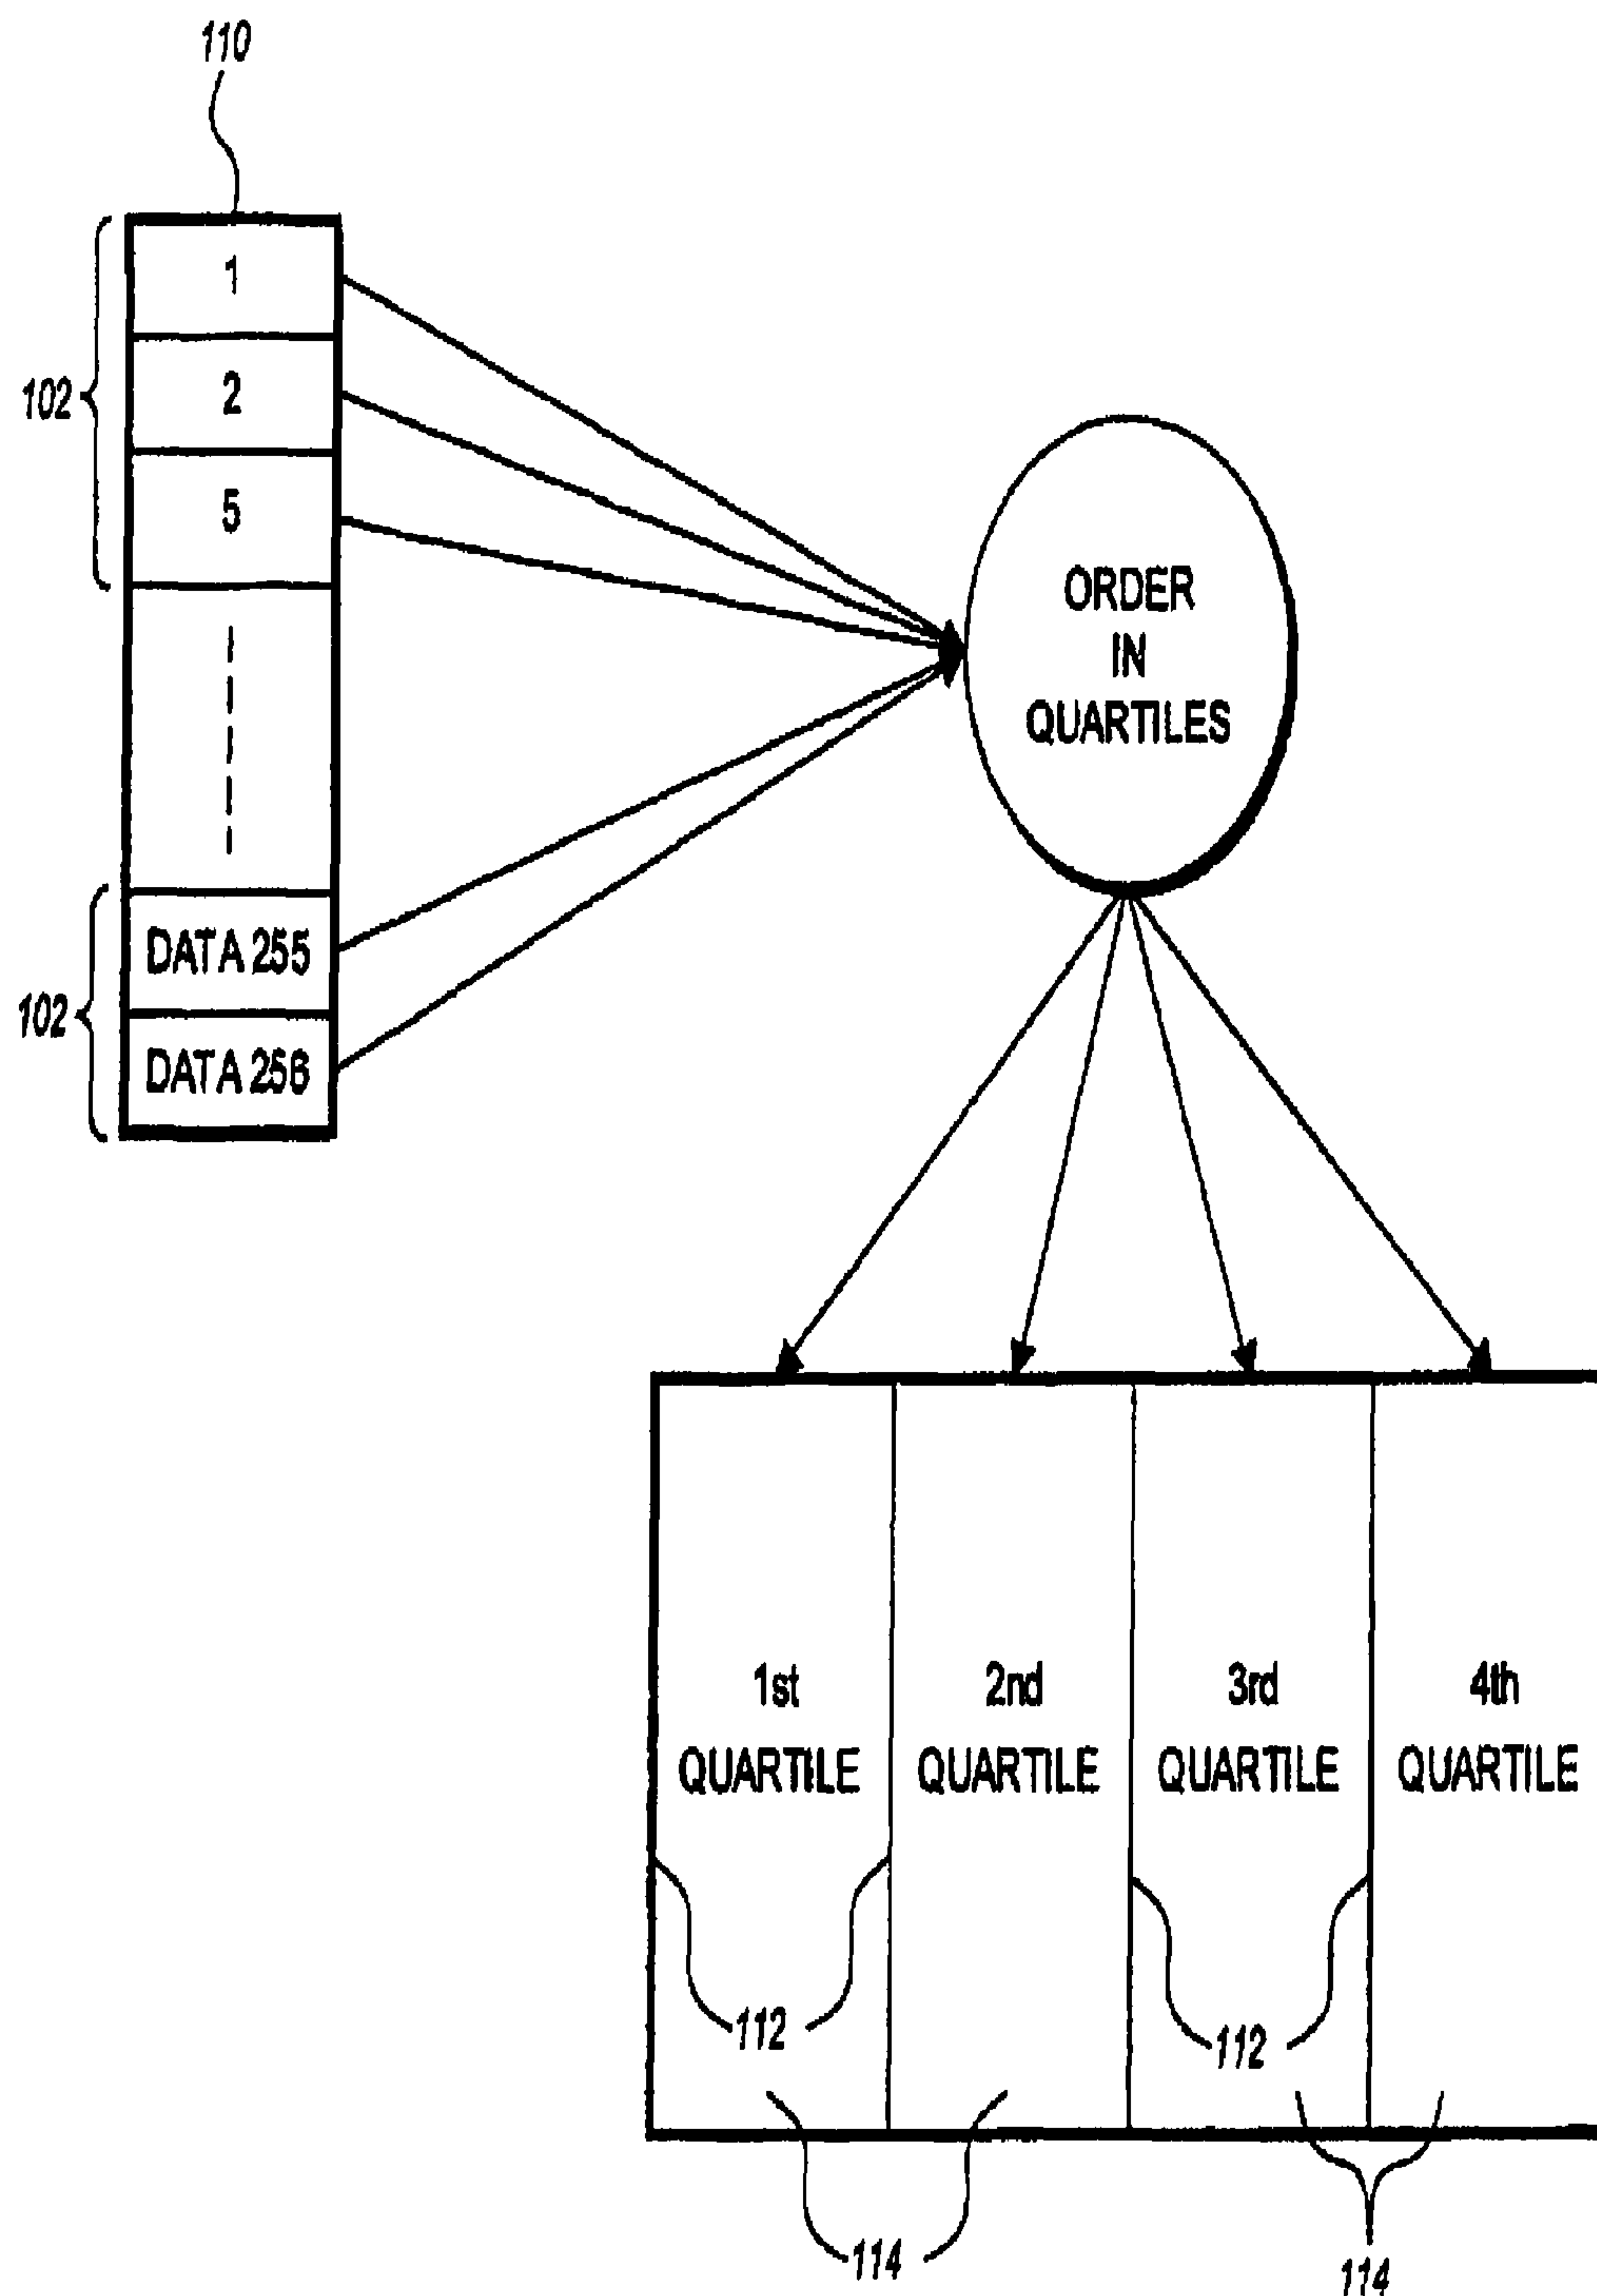 110
1
102
2
5
ORDER
IN
QUARTILES
DATA 255
102
DATA 256
1st
QUARTILE
2nd
QUARTILE
3rd
QUARTILE
4th
QUARTILE
112
112
114
114